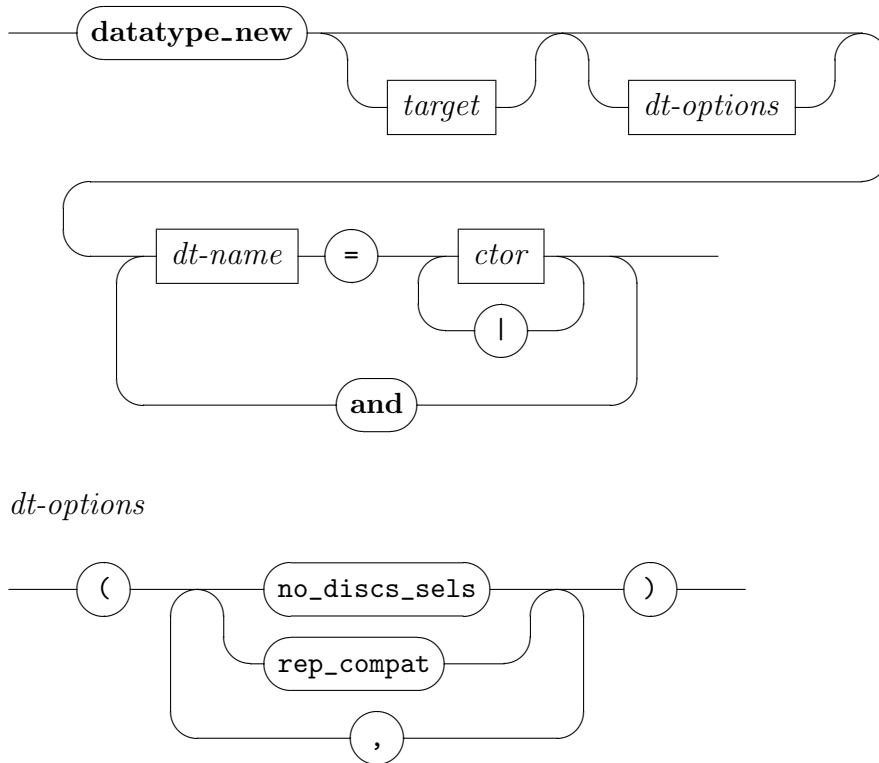 datatype_new
target dt-options
dt-name = ctor
|
and
dt-options
( no_discs_sels )
rep_compat
,